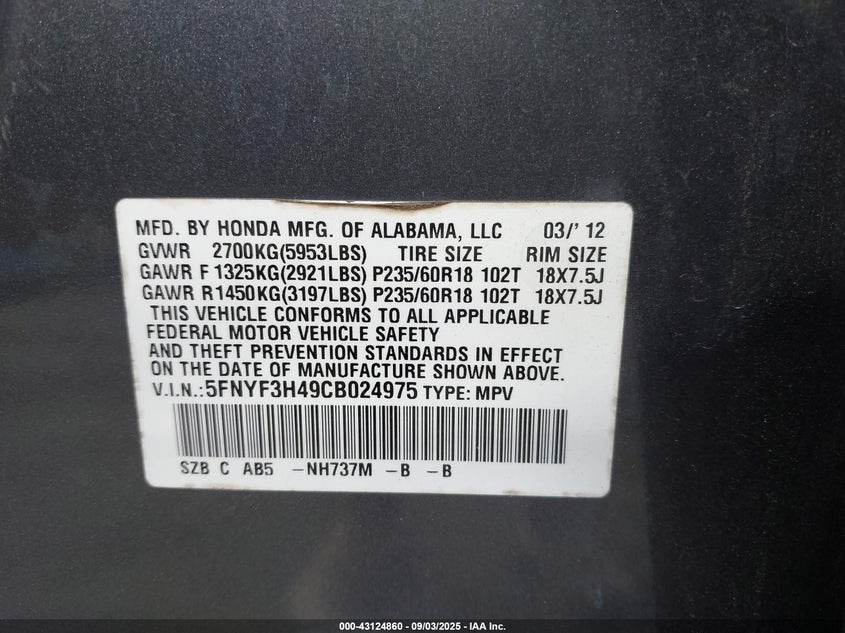 MFD. BY HONDA MFG. OF ALABAMA, LLC 03/' 12
GVWR 2700KG(5953LBS) TIRE SIZE RIM SIZE
GAWR F 1325KG(2921LBS) P235/60R18 102T 18X7.5J
GAWR R 1450KG(3197LBS) P235/60R18 102T 18X7.5J
THIS VEHICLE CONFORMS TO ALL APPLICABLE
FEDERAL MOTOR VEHICLE SAFETY
AND THEFT PREVENTION STANDARDS IN EFFECT
ON THE DATE OF MANUFACTURE SHOWN ABOVE.
V.I.N.:5FNYF3H49CB024975 TYPE: MPV
SZB C AB5 -NH737M -B -B
000-43124860 - 09/03/2025 - IAA Inc.